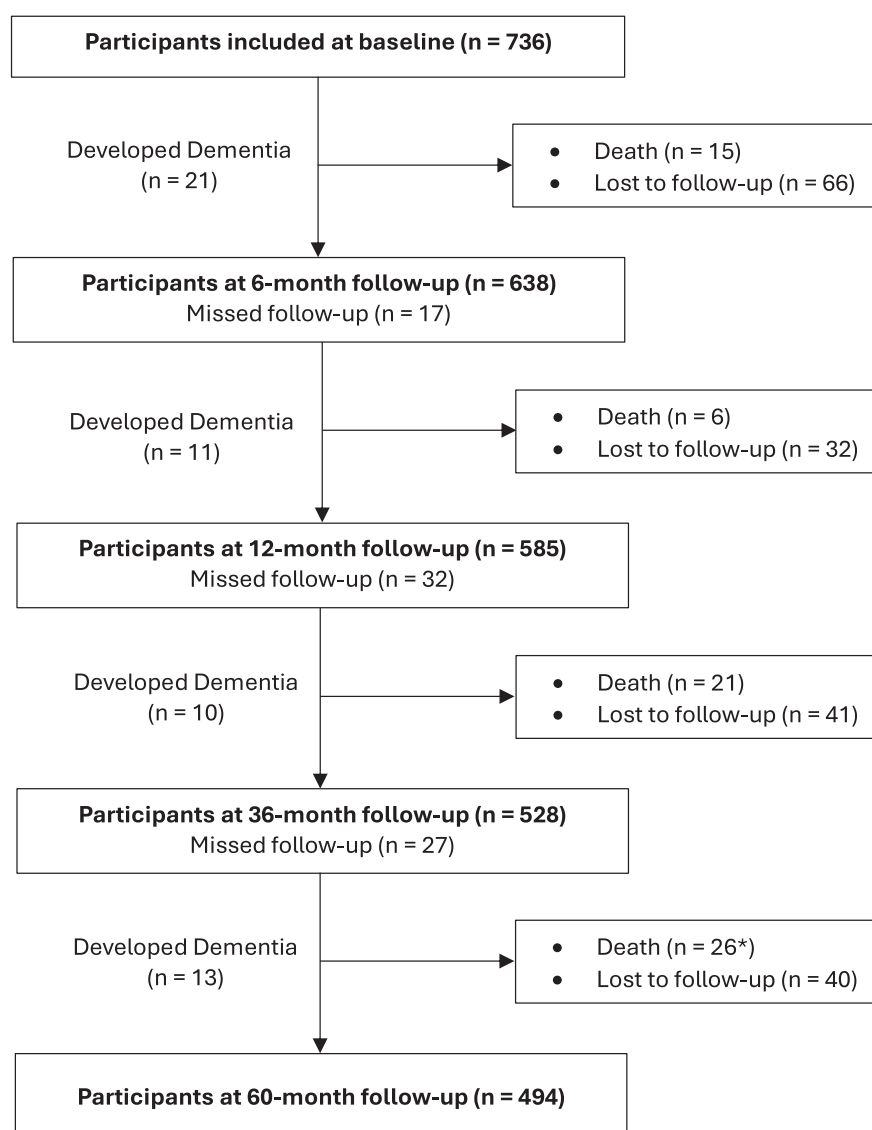 Participants included at baseline (n = 736)
Developed Dementia
(n = 21)
• Death (n = 15)
• Lost to follow-up (n = 66)
Participants at 6-month follow-up (n = 638)
Missed follow-up (n = 17)
Developed Dementia
(n = 11)
• Death (n = 6)
• Lost to follow-up (n = 32)
Participants at 12-month follow-up (n = 585)
Missed follow-up (n = 32)
Developed Dementia
(n = 10)
• Death (n = 21)
• Lost to follow-up (n = 41)
Participants at 36-month follow-up (n = 528)
Missed follow-up (n = 27)
Developed Dementia
(n = 13)
• Death (n = 26*)
• Lost to follow-up (n = 40)
Participants at 60-month follow-up (n = 494)